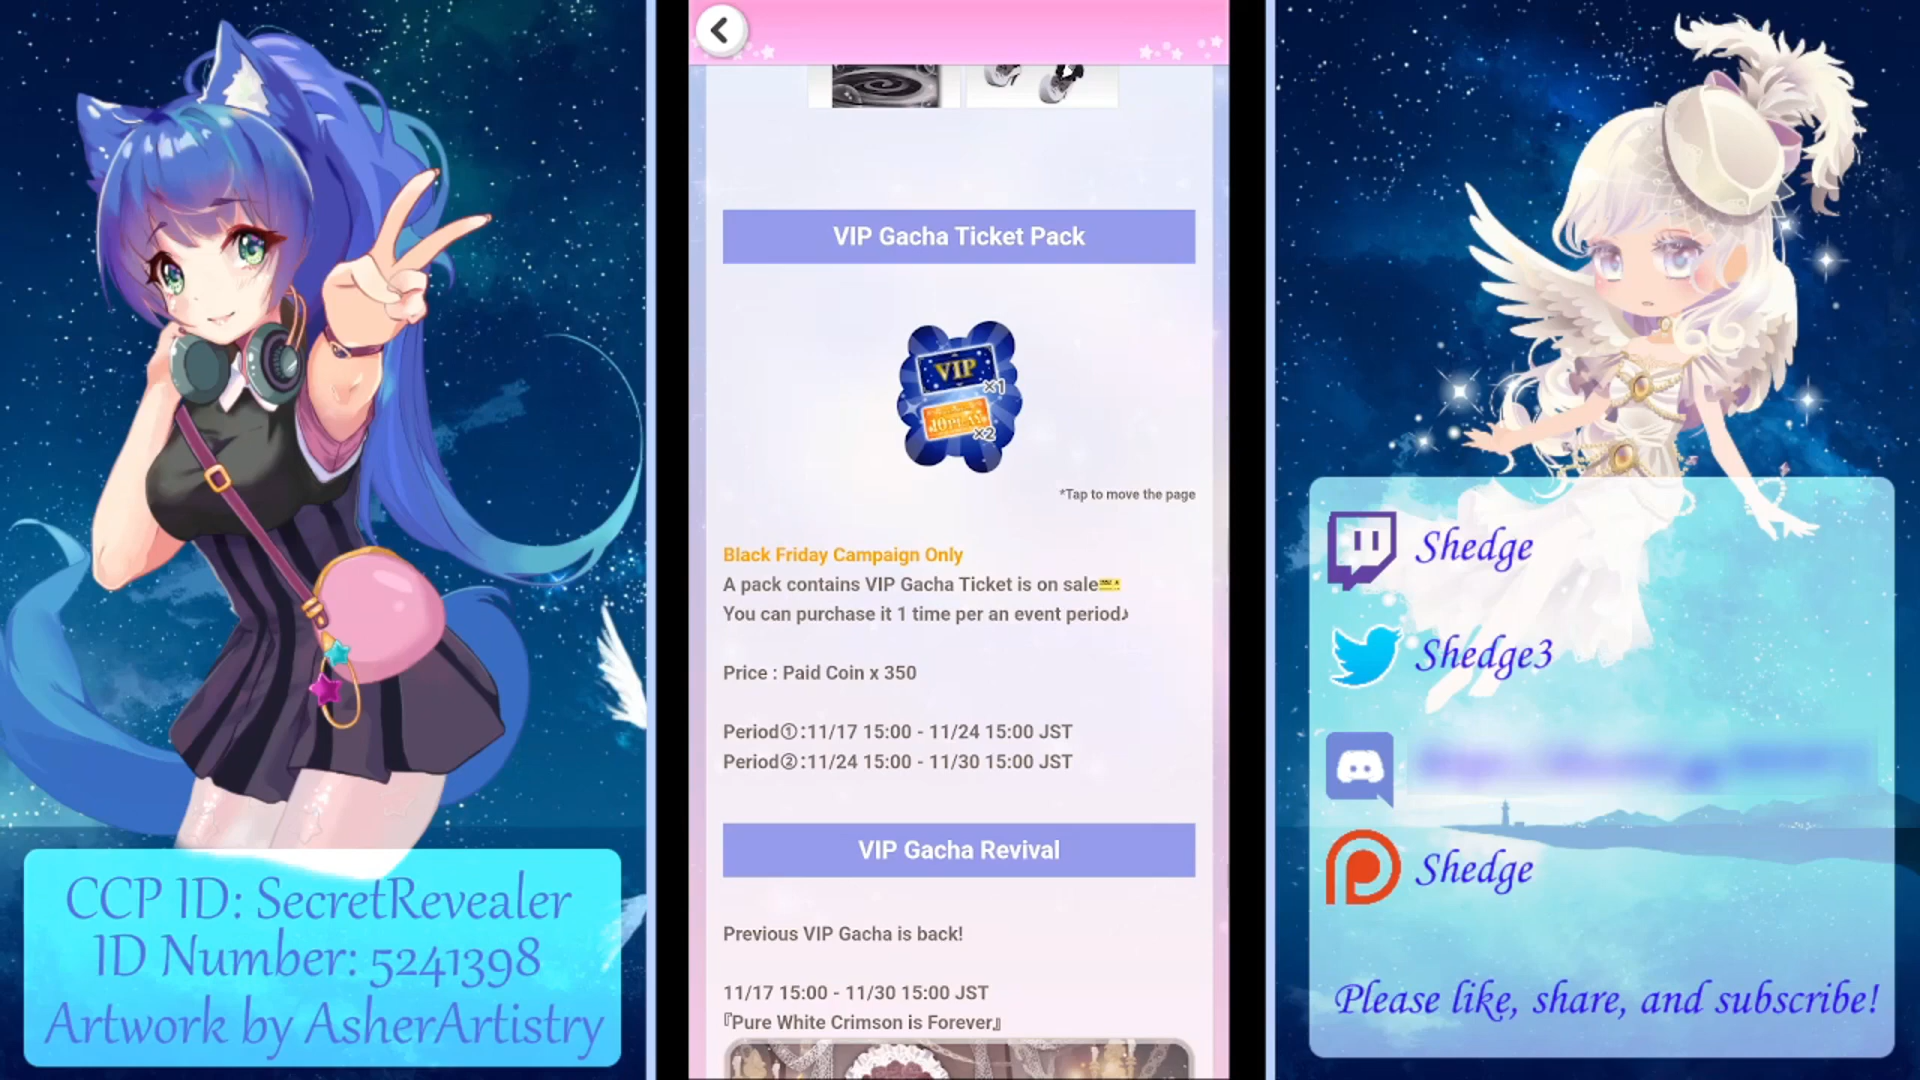 VIP Gacha Ticket Pack
VIP
x1
10PLAY
x2
*Tap to move the page
Black Friday Campaign Only
A pack contains VIP Gacha Ticket is on sale🎫
You can purchase it 1 time per an event period♪
Price : Paid Coin x 350
Period①:11/17 15:00 - 11/24 15:00 JST
Period②:11/24 15:00 - 11/30 15:00 JST
VIP Gacha Revival
Previous VIP Gacha is back!
11/17 15:00 - 11/30 15:00 JST
『Pure White Crimson is Forever』
CCP ID: SecretRevealer
ID Number: 5241398
Artwork by AsherArtistry
Shedge
Shedge3
Shedge
Please like, share, and subscribe!